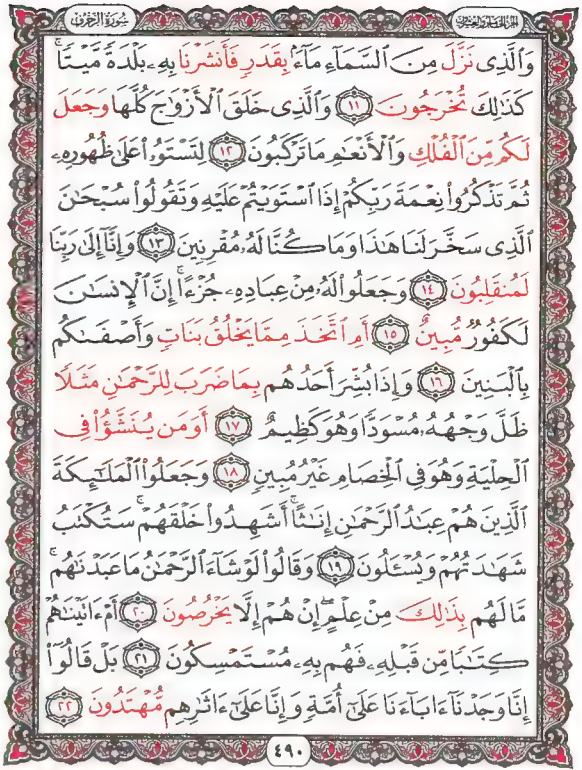 سُورَةُ الزُّخْرُفِ
الجزء الخامس والعشرون
وَٱلَّذِى نَزَّلَ مِنَ ٱلسَّمَآءِ مَآءًۢ بِقَدَرٍ فَأَنشَرْنَا بِهِۦ بَلْدَةً مَّيْتًا ۚ
كَذَٰلِكَ تُخْرَجُونَ ١١ وَٱلَّذِى خَلَقَ ٱلْأَزْوَٰجَ كُلَّهَا وَجَعَلَ
لَكُم مِّنَ ٱلْفُلْكِ وَٱلْأَنْعَٰمِ مَا تَرْكَبُونَ ١٢ لِتَسْتَوُۥا۟ عَلَىٰ ظُهُورِهِۦ
ثُمَّ تَذْكُرُوا۟ نِعْمَةَ رَبِّكُمْ إِذَا ٱسْتَوَيْتُمْ عَلَيْهِ وَتَقُولُوا۟ سُبْحَٰنَ
ٱلَّذِى سَخَّرَ لَنَا هَٰذَا وَمَا كُنَّا لَهُۥ مُقْرِنِينَ ١٣ وَإِنَّآ إِلَىٰ رَبِّنَا
لَمُنقَلِبُونَ ١٤ وَجَعَلُوا۟ لَهُۥ مِنْ عِبَادِهِۦ جُزْءًا ۚ إِنَّ ٱلْإِنسَٰنَ
لَكَفُورٌ مُّبِينٌ ١٥ أَمِ ٱتَّخَذَ مِمَّا يَخْلُقُ بَنَاتٍ وَأَصْفَىٰكُم
بِٱلْبَنِينَ ١٦ وَإِذَا بُشِّرَ أَحَدُهُم بِمَا ضَرَبَ لِلرَّحْمَٰنِ مَثَلًا
ظَلَّ وَجْهُهُۥ مُسْوَدًّا وَهُوَ كَظِيمٌ ١٧ أَوَمَن يُنَشَّؤُا۟ فِى
ٱلْحِلْيَةِ وَهُوَ فِى ٱلْخِصَامِ غَيْرُ مُبِينٍ ١٨ وَجَعَلُوا۟ ٱلْمَلَٰٓئِكَةَ
ٱلَّذِينَ هُمْ عِبَٰدُ ٱلرَّحْمَٰنِ إِنَٰثًا ۚ أَشَهِدُوا۟ خَلْقَهُمْ ۚ سَتُكْتَبُ
شَهَٰدَتُهُمْ وَيُسْـَٔلُونَ ١٩ وَقَالُوا۟ لَوْ شَآءَ ٱلرَّحْمَٰنُ مَا عَبَدْنَٰهُم ۗ
مَّا لَهُم بِذَٰلِكَ مِنْ عِلْمٍ ۖ إِنْ هُمْ إِلَّا يَخْرُصُونَ ٢٠ أَمْ ءَاتَيْنَٰهُمْ
كِتَٰبًا مِّن قَبْلِهِۦ فَهُم بِهِۦ مُسْتَمْسِكُونَ ٢١ بَلْ قَالُوٓا۟
إِنَّا وَجَدْنَآ ءَابَآءَنَا عَلَىٰٓ أُمَّةٍ وَإِنَّا عَلَىٰٓ ءَاثَٰرِهِم مُّهْتَدُونَ ٢٢
٤٩٠